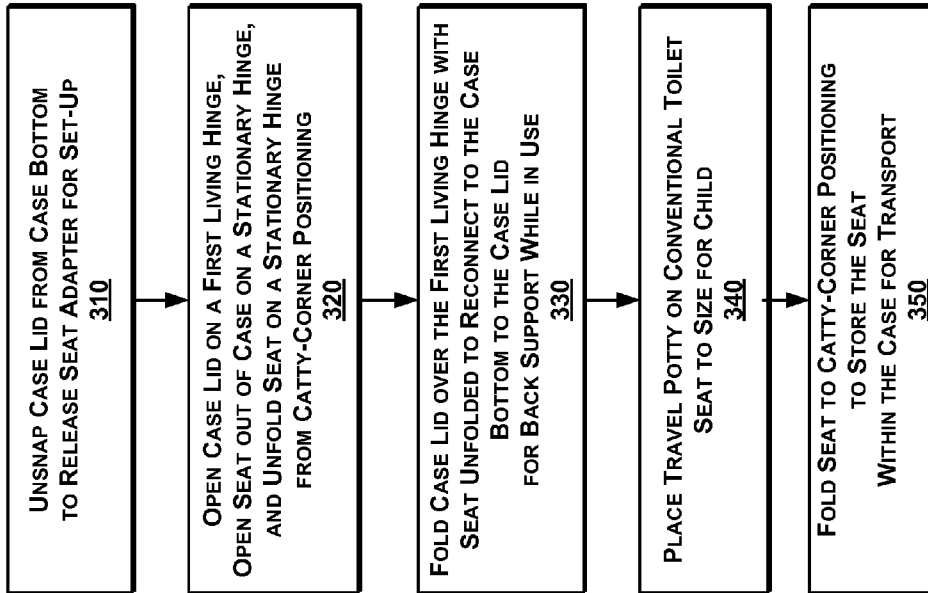 UNSNAP CASE LID FROM CASE BOTTOM
TO RELEASE SEAT ADAPTER FOR SET-UP
310
OPEN CASE LID ON A FIRST LIVING HINGE,
OPEN SEAT OUT OF CASE ON A STATIONARY HINGE,
AND UNFOLD SEAT ON A STATIONARY HINGE
FROM CATTY-CORNER POSITIONING
320
FOLD CASE LID OVER THE FIRST LIVING HINGE WITH
SEAT UNFOLDED TO RECONNECT TO THE CASE
BOTTOM TO THE CASE LID
FOR BACK SUPPORT WHILE IN USE
330
PLACE TRAVEL POTTY ON CONVENTIONAL TOILET
SEAT TO SIZE FOR CHILD
340
FOLD SEAT TO CATTY-CORNER POSITIONING
TO STORE THE SEAT
WITHIN THE CASE FOR TRANSPORT
350